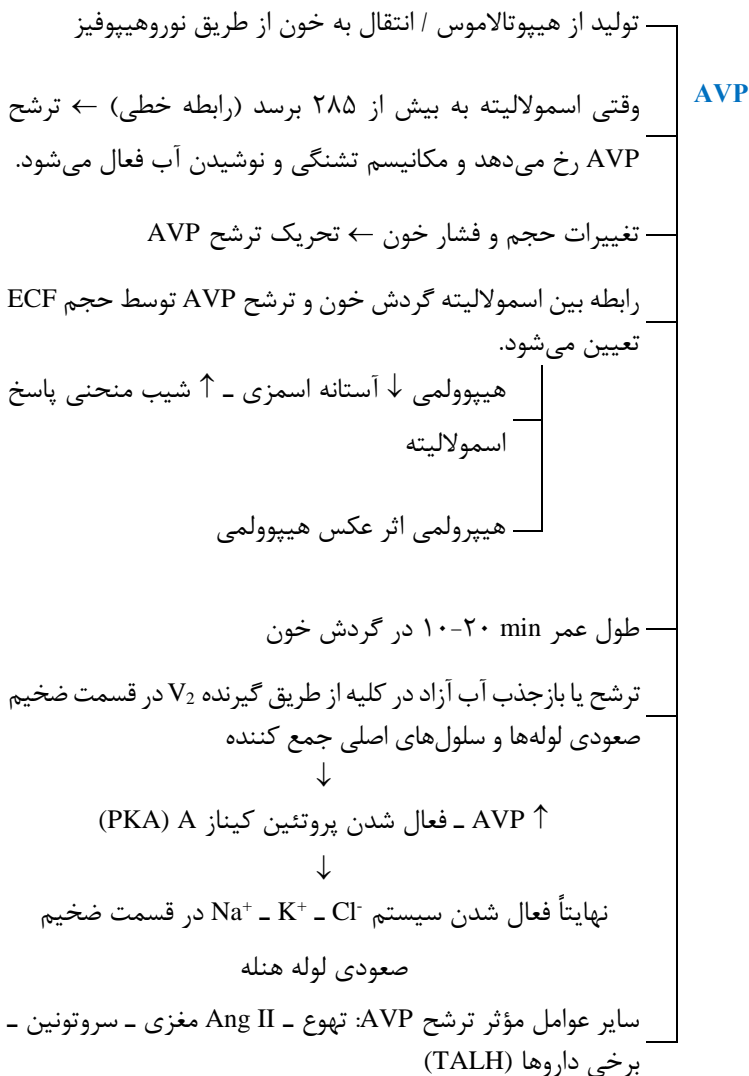 تولید از هیپوتالاموس / انتقال به خون از طریق نوروهیپوفیز
AVP
وقتی اسمولالیته به بیش از ۲۸۵ برسد (رابطه خطی) ← ترشح
AVP رخ می‌دهد و مکانیسم تشنگی و نوشیدن آب فعال می‌شود.
تغییرات حجم و فشار خون ← تحریک ترشح AVP
رابطه بین اسمولالیته گردش خون و ترشح AVP توسط حجم ECF
تعیین می‌شود.
هیپوولمی ↓ آستانه اسمزی ـ ↑ شیب منحنی پاسخ
اسمولالیته
هیپرولمی اثر عکس هیپوولمی
طول عمر ۱۰-۲۰ min در گردش خون
ترشح یا بازجذب آب آزاد در کلیه از طریق گیرنده V₂ در قسمت ضخیم
صعودی لوله‌ها و سلول‌های اصلی جمع کننده
↓
↑ AVP ـ فعال شدن پروتئین کیناز A (PKA)
↓
نهایتاً فعال شدن سیستم Na⁺ ـ K⁺ ـ Cl⁻ در قسمت ضخیم
صعودی لوله هنله
سایر عوامل مؤثر ترشح AVP: تهوع ـ Ang II مغزی ـ سروتونین ـ
برخی داروها (TALH)